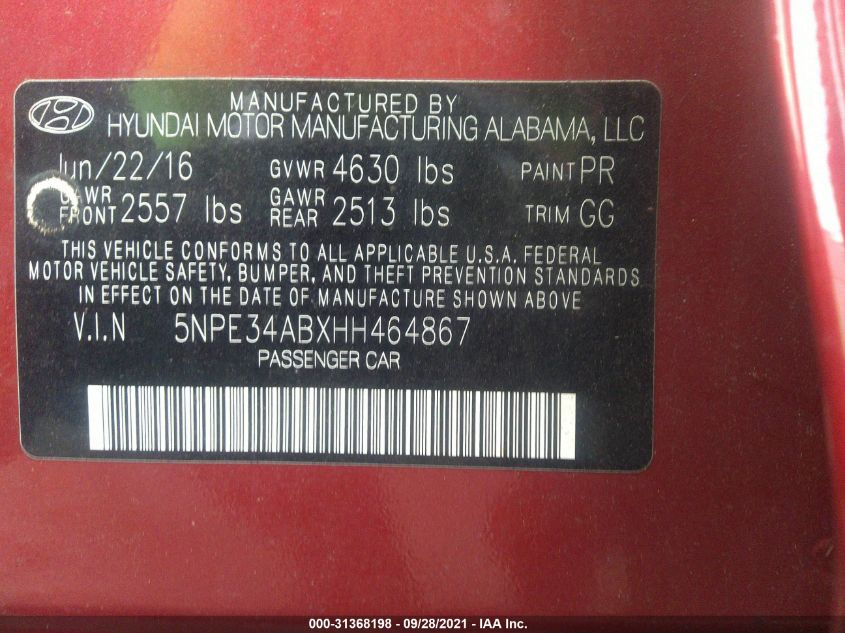 MANUFACTURED BY
HYUNDAI MOTOR MANUFACTURING ALABAMA, LLC
Jun/22/16 GVWR 4630 lbs PAINT PR
GAWR FRONT 2557 lbs GAWR REAR 2513 lbs TRIM GG
THIS VEHICLE CONFORMS TO ALL APPLICABLE U.S.A. FEDERAL
MOTOR VEHICLE SAFETY, BUMPER, AND THEFT PREVENTION STANDARDS
IN EFFECT ON THE DATE OF MANUFACTURE SHOWN ABOVE
V.I.N 5NPE34ABXHH464867
PASSENGER CAR
000-31368198 - 09/28/2021 - IAA Inc.